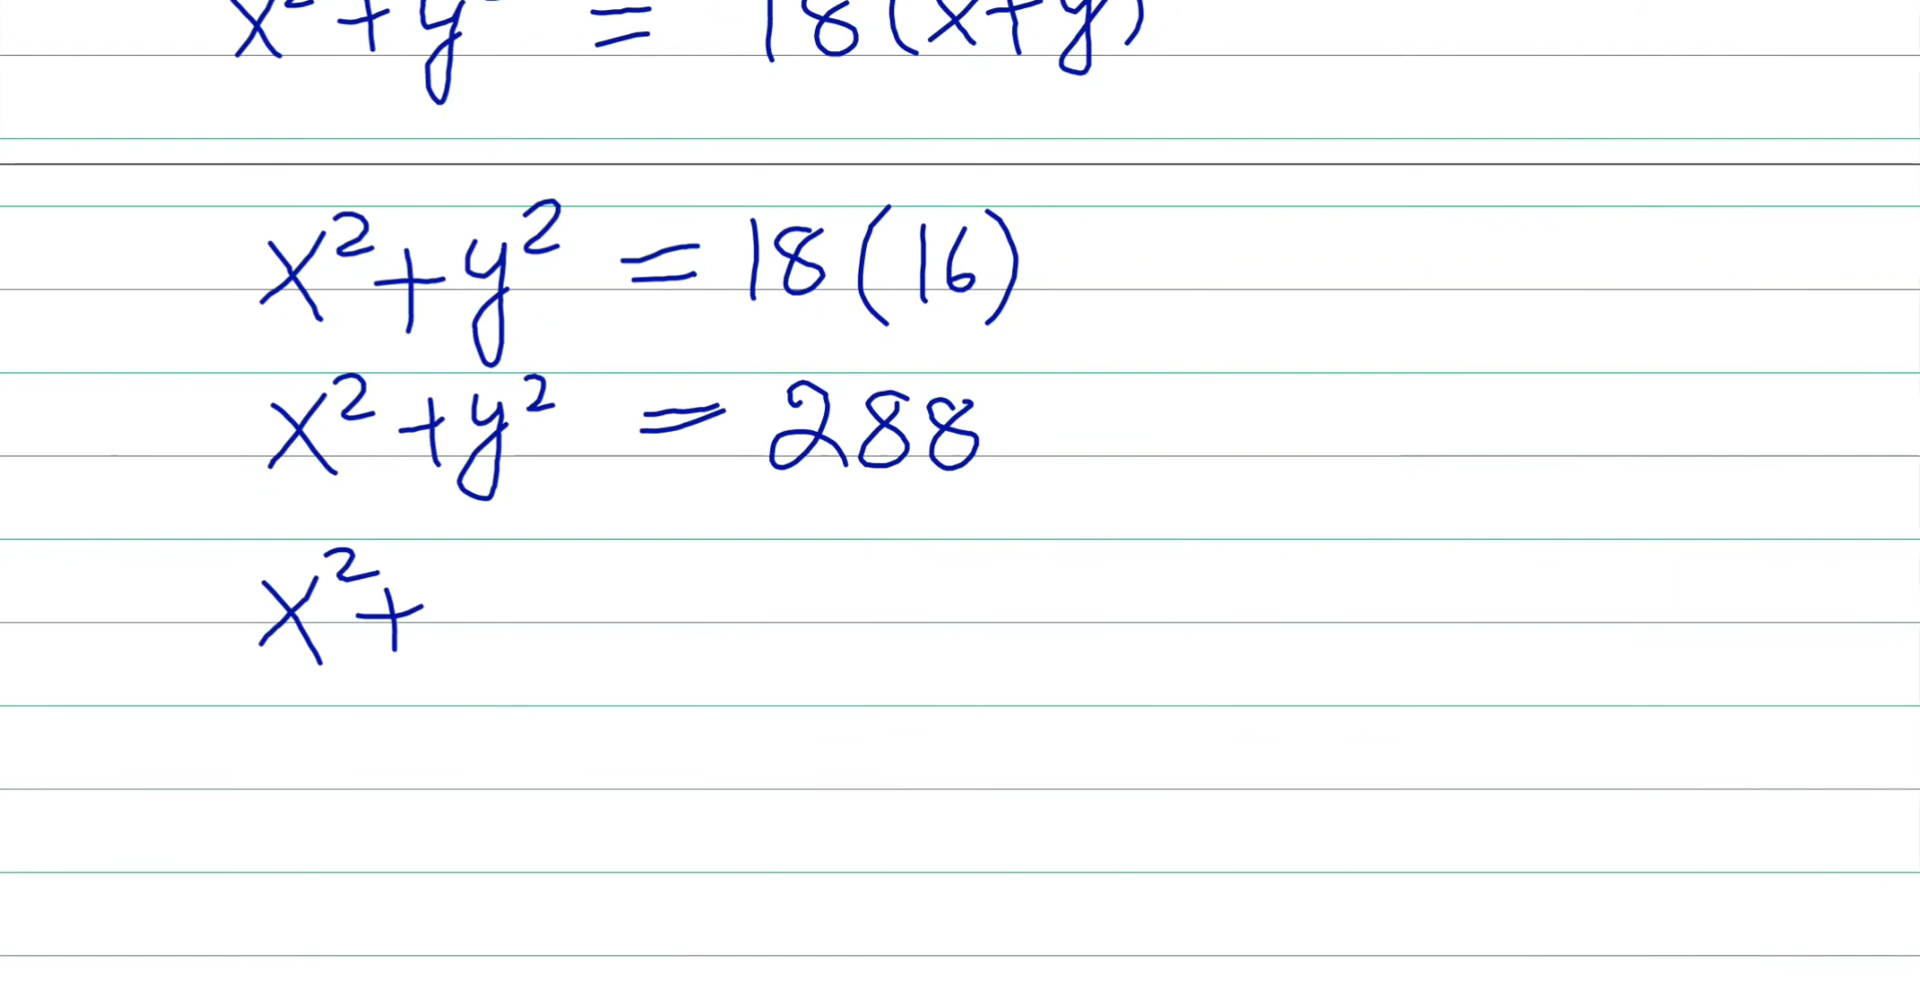 x² + y² = 18(x+y)
x² + y² = 18(16)
x² + y² = 288
x² +